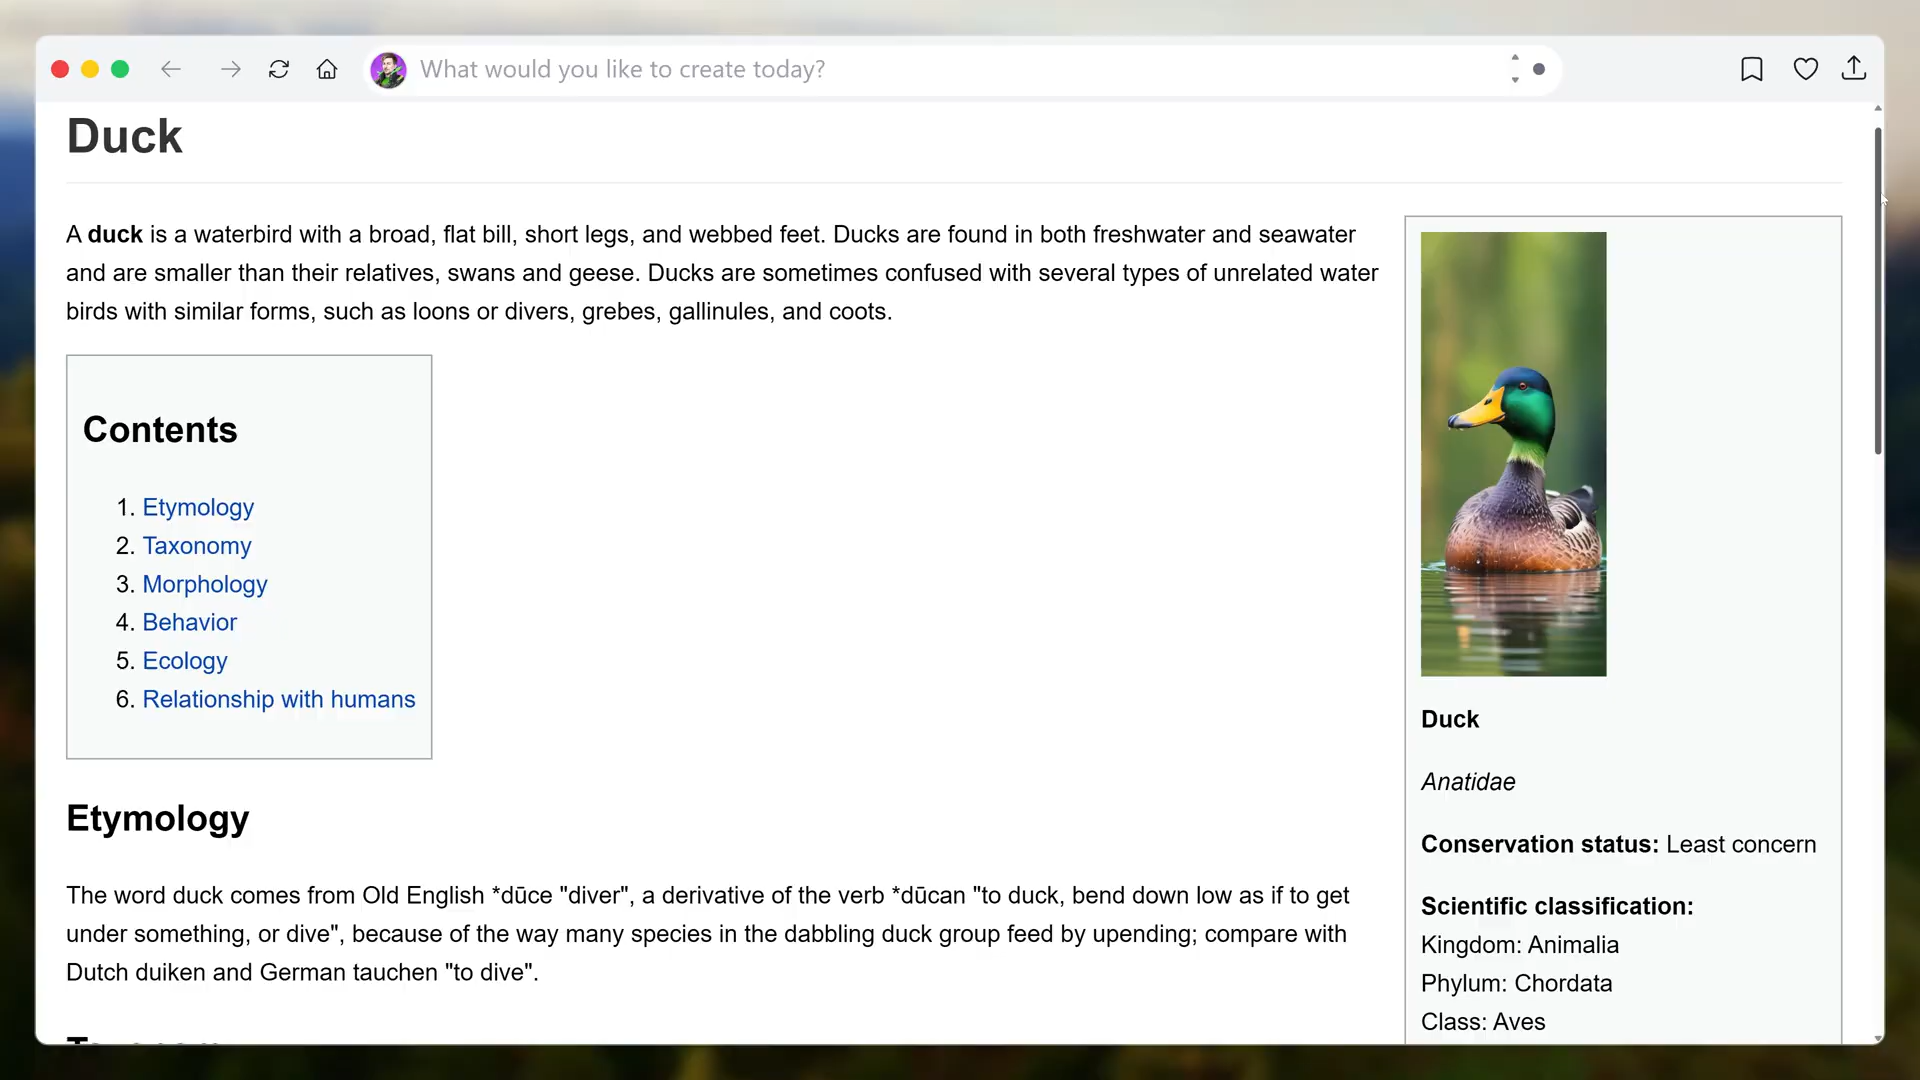 What would you like to create today?
Duck
A duck is a waterbird with a broad, flat bill, short legs, and webbed feet. Ducks are found in both freshwater and seawater
and are smaller than their relatives, swans and geese. Ducks are sometimes confused with several types of unrelated water
birds with similar forms, such as loons or divers, grebes, gallinules, and coots.
Contents
1. Etymology
2. Taxonomy
3. Morphology
4. Behavior
5. Ecology
6. Relationship with humans
Etymology
The word duck comes from Old English *dūce "diver", a derivative of the verb *dūcan "to duck, bend down low as if to get
under something, or dive", because of the way many species in the dabbling duck group feed by upending; compare with
Dutch duiken and German tauchen "to dive".
Duck
Anatidae
Conservation status: Least concern
Scientific classification:
Kingdom: Animalia
Phylum: Chordata
Class: Aves